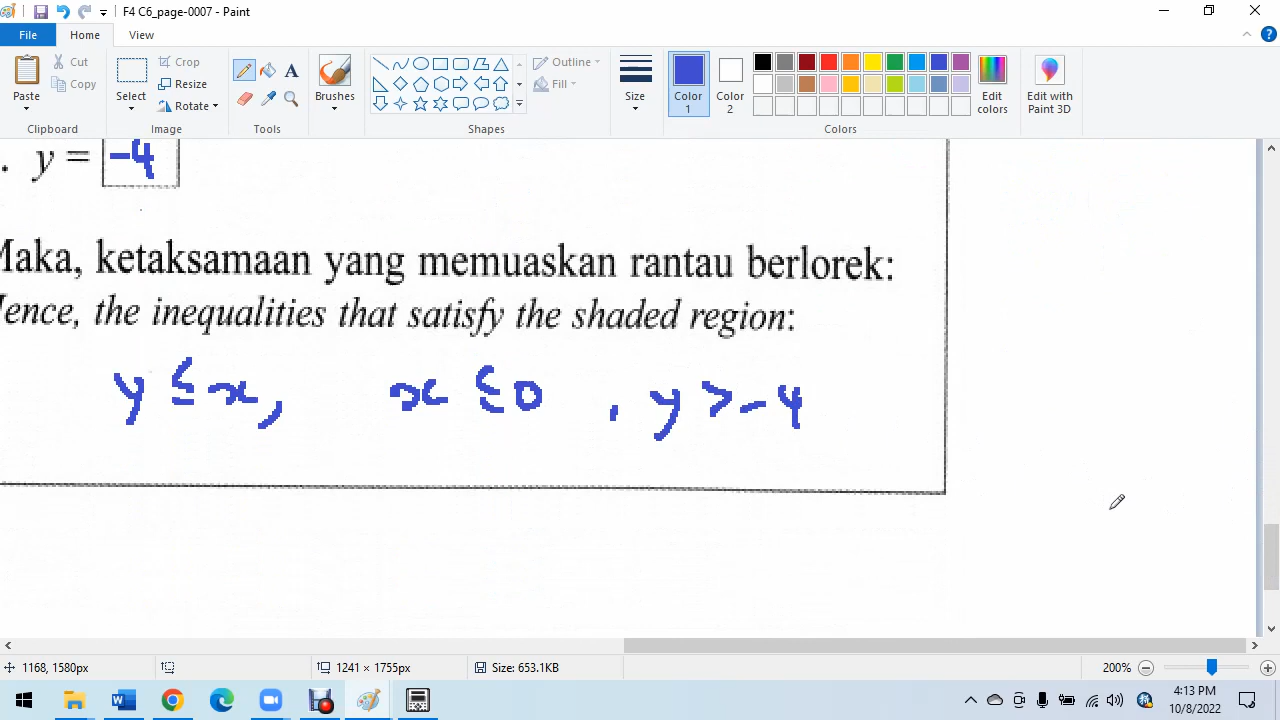 F4 C6_page-0007 - Paint
File Home View
Paste Cut Copy Select Crop Resize Rotate Brushes Outline Fill Size Color 1 Color 2 Edit colors Edit with Paint 3D
Clipboard Image Tools Shapes Colors
. y = -4
Maka, ketaksamaan yang memuaskan rantau berlorek:
Hence, the inequalities that satisfy the shaded region:
y ≤ x, x ≤ 0 , y > -4
1168, 1580px 1241 × 1755px Size: 653.1KB 200%
4:13 PM
10/8/2022